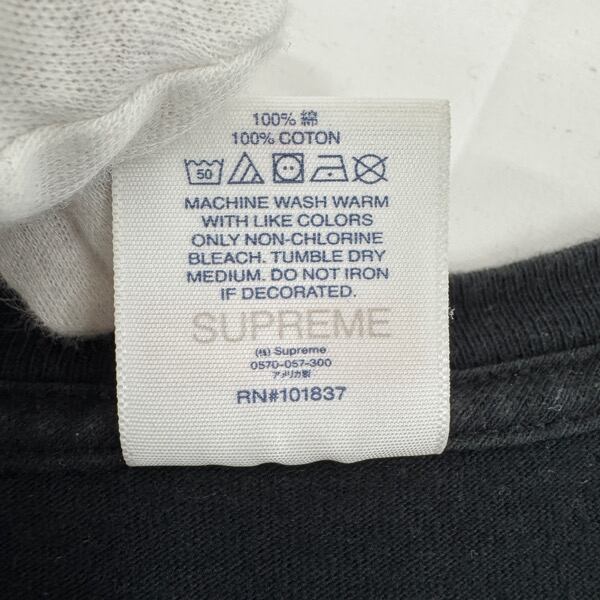 100% 綿
100% COTON
50
MACHINE WASH WARM
WITH LIKE COLORS
ONLY NON-CHLORINE
BLEACH. TUMBLE DRY
MEDIUM. DO NOT IRON
IF DECORATED.
SUPREME
(株) Supreme
0570-057-300
アメリカ製
RN#101837